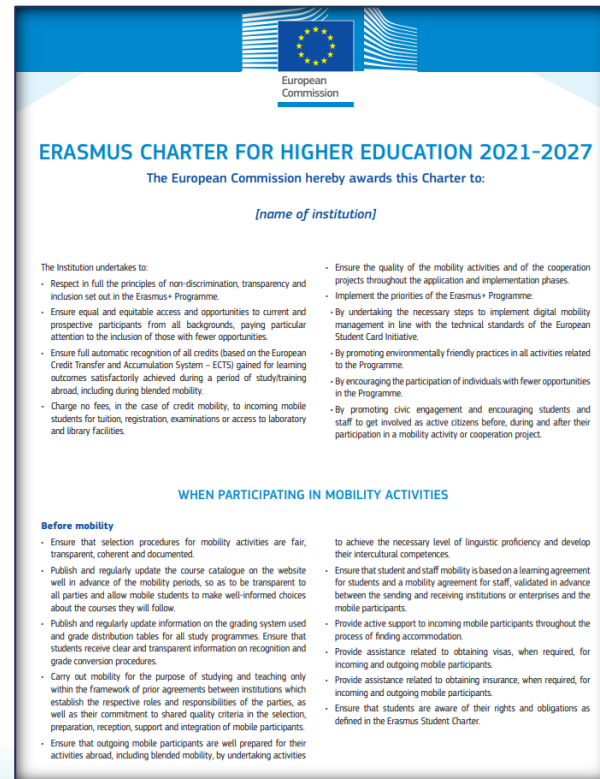 European
Commission
ERASMUS CHARTER FOR HIGHER EDUCATION 2021-2027
The European Commission hereby awards this Charter to:
[name of institution]
The Institution undertakes to:
• Respect in full the principles of non-discrimination, transparency and
inclusion set out in the Erasmus+ Programme.
• Ensure equal and equitable access and opportunities to current and
prospective participants from all backgrounds, paying particular
attention to the inclusion of those with fewer opportunities.
• Ensure full automatic recognition of all credits (based on the European
Credit Transfer and Accumulation System – ECTS) gained for learning
outcomes satisfactorily achieved during a period of study/training
abroad, including during blended mobility.
• Charge no fees, in the case of credit mobility, to incoming mobile
students for tuition, registration, examinations or access to laboratory
and library facilities.
• Ensure the quality of the mobility activities and of the cooperation
projects throughout the application and implementation phases.
• Implement the priorities of the Erasmus+ Programme:
• By undertaking the necessary steps to implement digital mobility
management in line with the technical standards of the European
Student Card Initiative.
• By promoting environmentally friendly practices in all activities related
to the Programme.
• By encouraging the participation of individuals with fewer opportunities
in the Programme.
• By promoting civic engagement and encouraging students and
staff to get involved as active citizens before, during and after their
participation in a mobility activity or cooperation project.
WHEN PARTICIPATING IN MOBILITY ACTIVITIES
Before mobility
• Ensure that selection procedures for mobility activities are fair,
transparent, coherent and documented.
• Publish and regularly update the course catalogue on the website
well in advance of the mobility periods, so as to be transparent to
all parties and allow mobile students to make well-informed choices
about the courses they will follow.
• Publish and regularly update information on the grading system used
and grade distribution tables for all study programmes. Ensure that
students receive clear and transparent information on recognition and
grade conversion procedures.
• Carry out mobility for the purpose of studying and teaching only
within the framework of prior agreements between institutions which
establish the respective roles and responsibilities of the parties, as
well as their commitment to shared quality criteria in the selection,
preparation, reception, support and integration of mobile participants.
• Ensure that outgoing mobile participants are well prepared for their
activities abroad, including blended mobility, by undertaking activities
to achieve the necessary level of linguistic proficiency and develop
their intercultural competences.
• Ensure that student and staff mobility is based on a learning agreement
for students and a mobility agreement for staff, validated in advance
between the sending and receiving institutions or enterprises and the
mobile participants.
• Provide active support to incoming mobile participants throughout the
process of finding accommodation.
• Provide assistance related to obtaining visas, when required, for
incoming and outgoing mobile participants.
• Provide assistance related to obtaining insurance, when required, for
incoming and outgoing mobile participants.
• Ensure that students are aware of their rights and obligations as
defined in the Erasmus Student Charter.